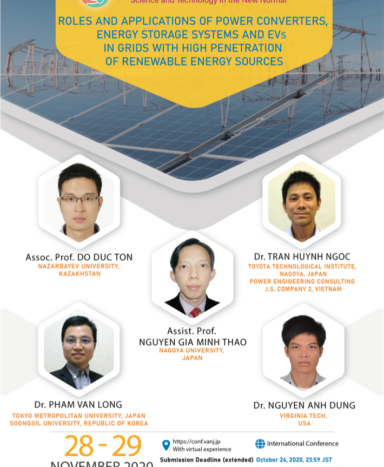 Science and Technology in the New Normal
ROLES AND APPLICATIONS OF POWER CONVERTERS,
ENERGY STORAGE SYSTEMS AND EVs
IN GRIDS WITH HIGH PENETRATION
OF RENEWABLE ENERGY SOURCES
Assoc. Prof. DO DUC TON
NAZARBAYEV UNIVERSITY,
KAZAKHSTAN
Dr. TRAN HUYNH NGOC
TOYOTA TECHNOLOGICAL INSTITUTE,
NAGOYA, JAPAN
POWER ENGINEERING CONSULTING
J.S. COMPANY 2, VIETNAM
Assist. Prof.
NGUYEN GIA MINH THAO
NAGOYA UNIVERSITY,
JAPAN
Dr. PHAM VAN LONG
TOKYO METROPOLITAN UNIVERSITY, JAPAN
SOONGSIL UNIVERSITY, REPUBLIC OF KOREA
Dr. NGUYEN ANH DUNG
VIRGINIA TECH,
USA
28 - 29
NOVEMBER 2020
https://conf.vanj.jp
With virtual experience
International Conference
Submission Deadline (extended) October 26, 2020, 23:59 JST